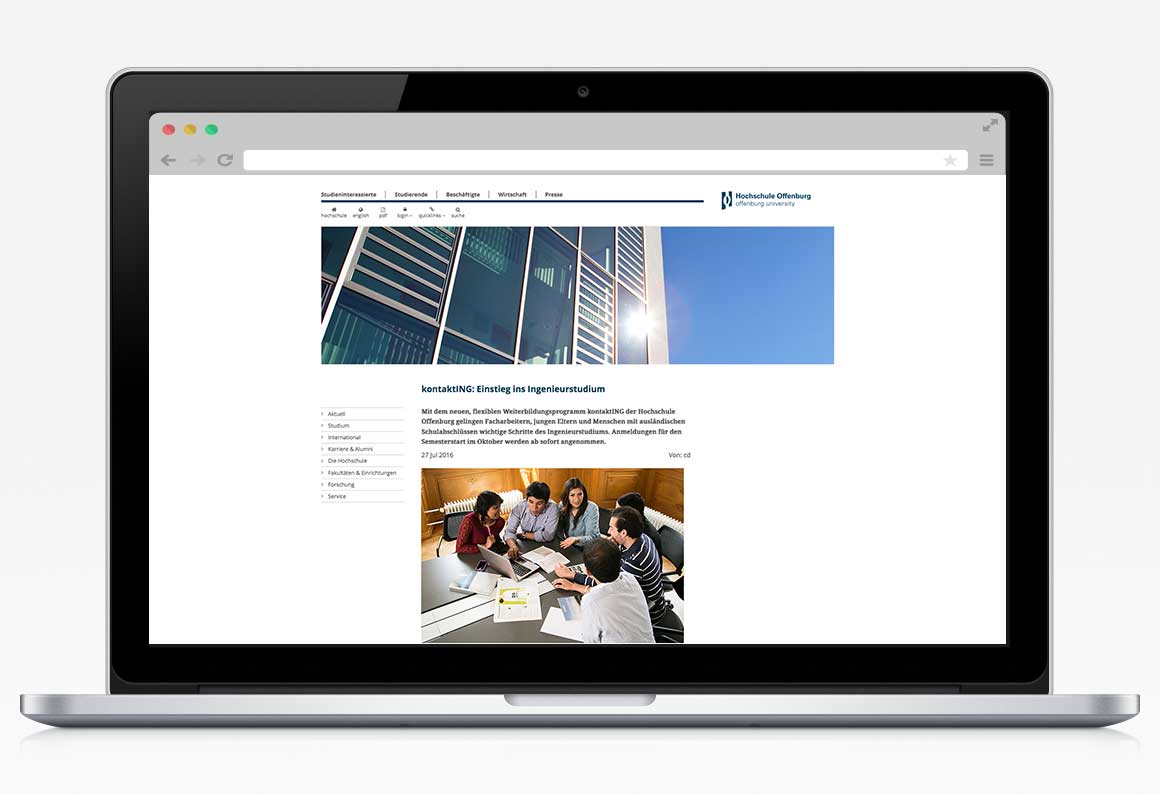 Studieninteressierte | Studierende | Beschäftigte | Wirtschaft | Presse
Hochschule Offenburg
offenburg university
hochschule english pdf login quicklinks suche
kontaktING: Einstieg ins Ingenieurstudium
Aktuell
Studium
International
Karriere & Alumni
Die Hochschule
Fakultäten & Einrichtungen
Forschung
Service
Mit dem neuen, flexiblen Weiterbildungsprogramm kontaktING der Hochschule
Offenburg gelingen Facharbeitern, jungen Eltern und Menschen mit ausländischen
Schulabschlüssen wichtige Schritte des Ingenieurstudiums. Anmeldungen für den
Semesterstart im Oktober werden ab sofort angenommen.
27 Jul 2016 Von: cd